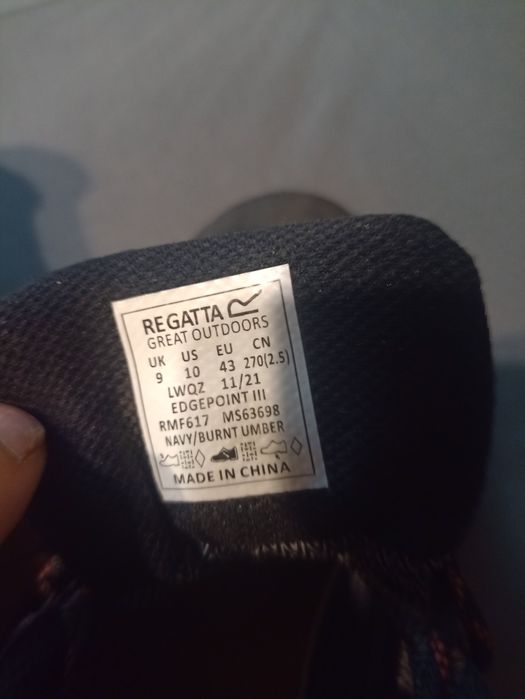 REGATTA
GREAT OUTDOORS
UK US EU CN
9 10 43 270(2.5)
LWQZ 11/21
EDGEPOINT III
RMF617 MS63698
NAVY/BURNT UMBER
MADE IN CHINA